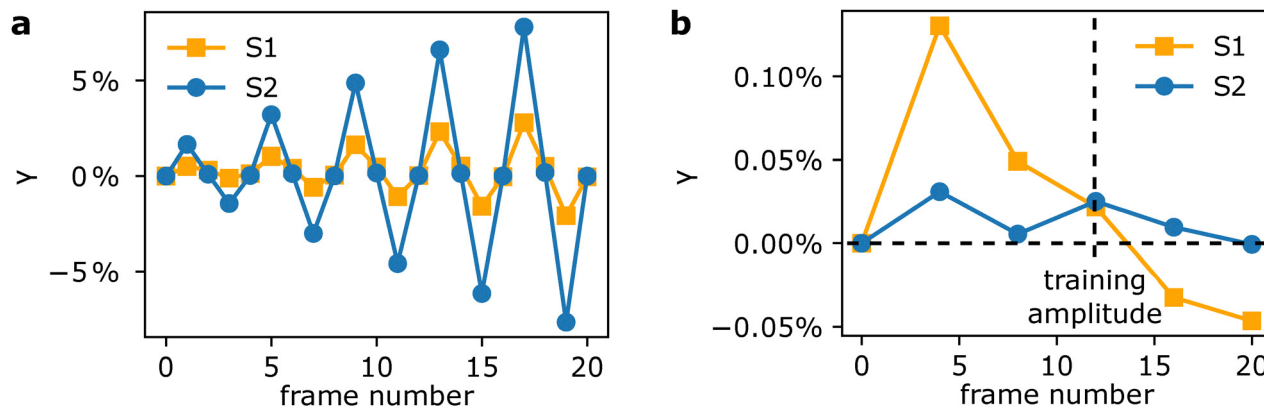 a
S1
S2
5 %
0 %
−5 %
γ
0
5
10
15
20
frame number
b
S1
S2
0.10%
0.05%
0.00%
−0.05%
γ
training
amplitude
0
5
10
15
20
frame number